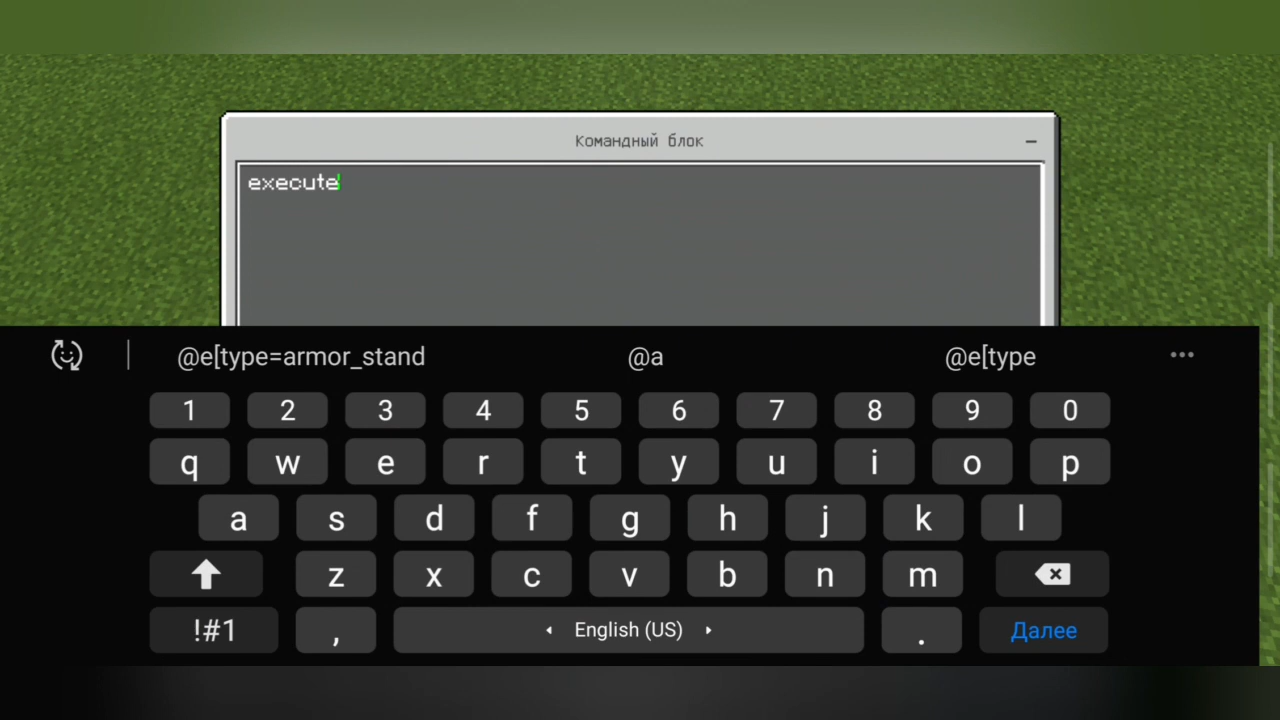 Командный блок
execute
@e[type=armor_stand @a @e[type
1 2 3 4 5 6 7 8 9 0
q w e r t y u i o p
a s d f g h j k l
z x c v b n m
!#1 , English (US) . Далее